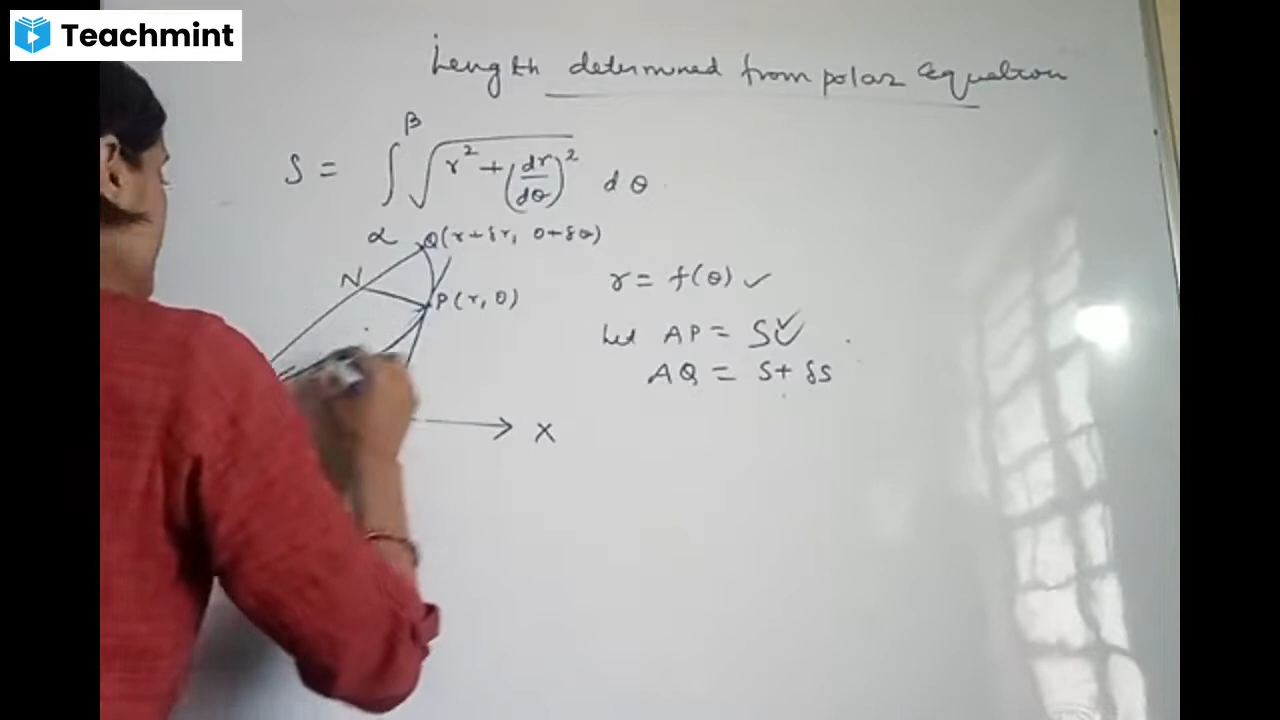 Teachmint
Length determined from polar equation
S = ∫ β α √ r² + (dr/dθ)² dθ
Q(r+δr, θ+δθ)
N
P(r, θ)
r = f(θ) ✓
Let AP = S ✓
AQ = S + δS
X